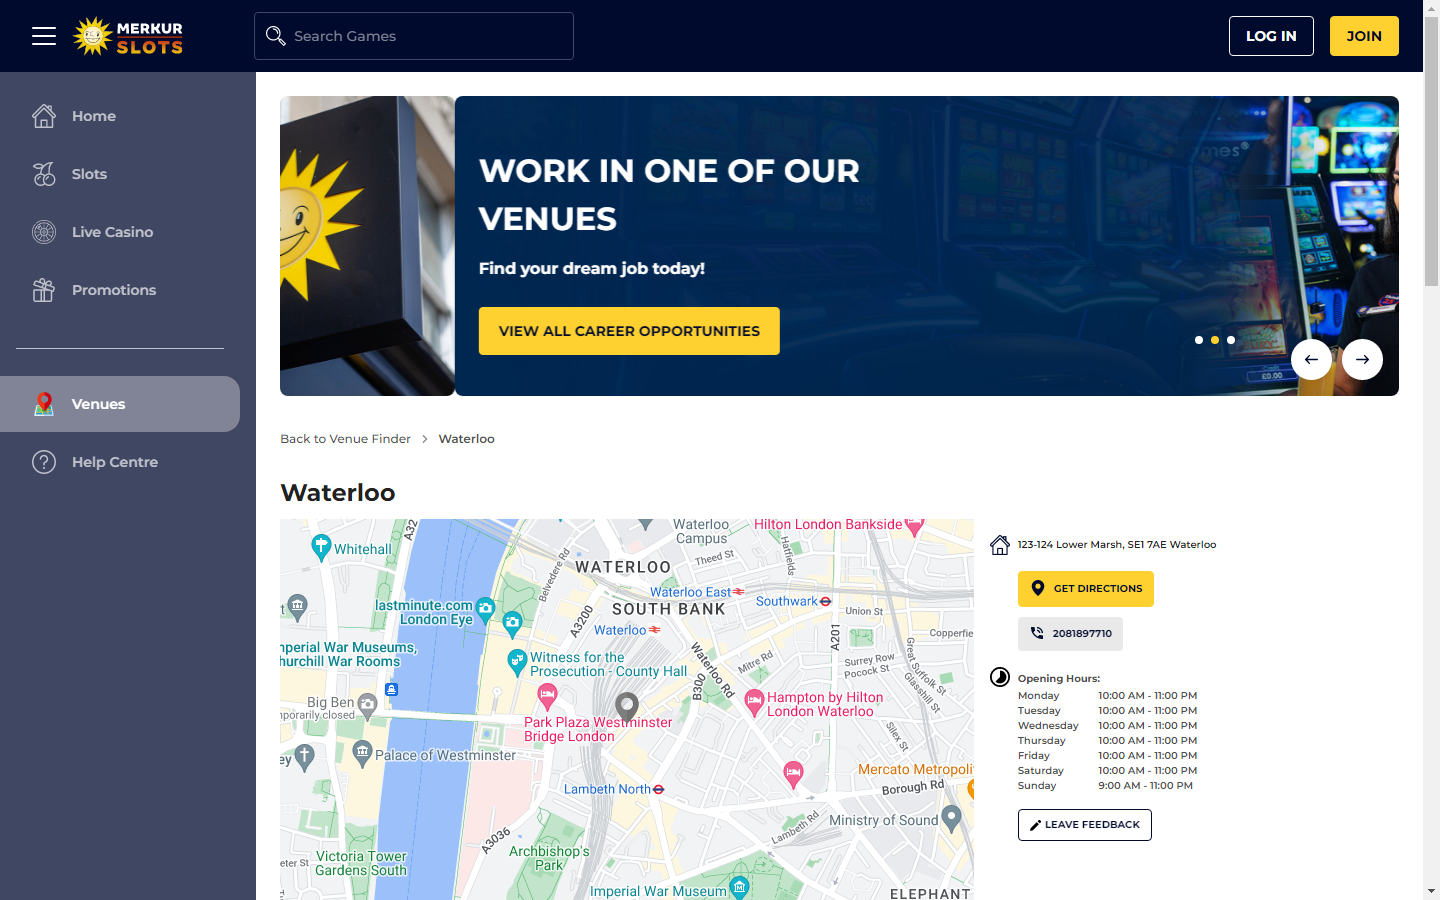 MERKUR
SLOTS
Search Games
LOG IN
JOIN
Home
Slots
Live Casino
Promotions
Venues
Help Centre
WORK IN ONE OF OUR
VENUES
Find your dream job today!
VIEW ALL CAREER OPPORTUNITIES
£0.00
Back to Venue Finder > Waterloo
Waterloo
A32
Whitehall
Belvedere Rd
Waterloo
Campus
Hilton London Bankside
Hatfields
Theed St
WATERLOO
Waterloo East
SOUTH BANK
Southwark
Union St
lastminute.com
London Eye
A3200
Waterloo
A201
Copperfie
mperial War Museums,
hurchill War Rooms
Witness for the
Prosecution - County Hall
Waterloo Rd
Mitre Rd
Surrey Row
Pocock St
Great Suffolk St
Glasshill St
B300
Big Ben
mporarily closed
Park Plaza Westminster
Bridge London
Hampton by Hilton
London Waterloo
Silex St
ey
Palace of Westminster
Mercato Metropoli
Lambeth North
Borough Rd
Lambeth Rd
Ministry of Sound
A3036
eter St
Victoria Tower
Gardens South
Archbishop's
Park
Imperial War Museum
ELEPHANT
123-124 Lower Marsh, SE1 7AE Waterloo
GET DIRECTIONS
2081897710
Opening Hours:
Monday 10:00 AM - 11:00 PM
Tuesday 10:00 AM - 11:00 PM
Wednesday 10:00 AM - 11:00 PM
Thursday 10:00 AM - 11:00 PM
Friday 10:00 AM - 11:00 PM
Saturday 10:00 AM - 11:00 PM
Sunday 9:00 AM - 11:00 PM
LEAVE FEEDBACK